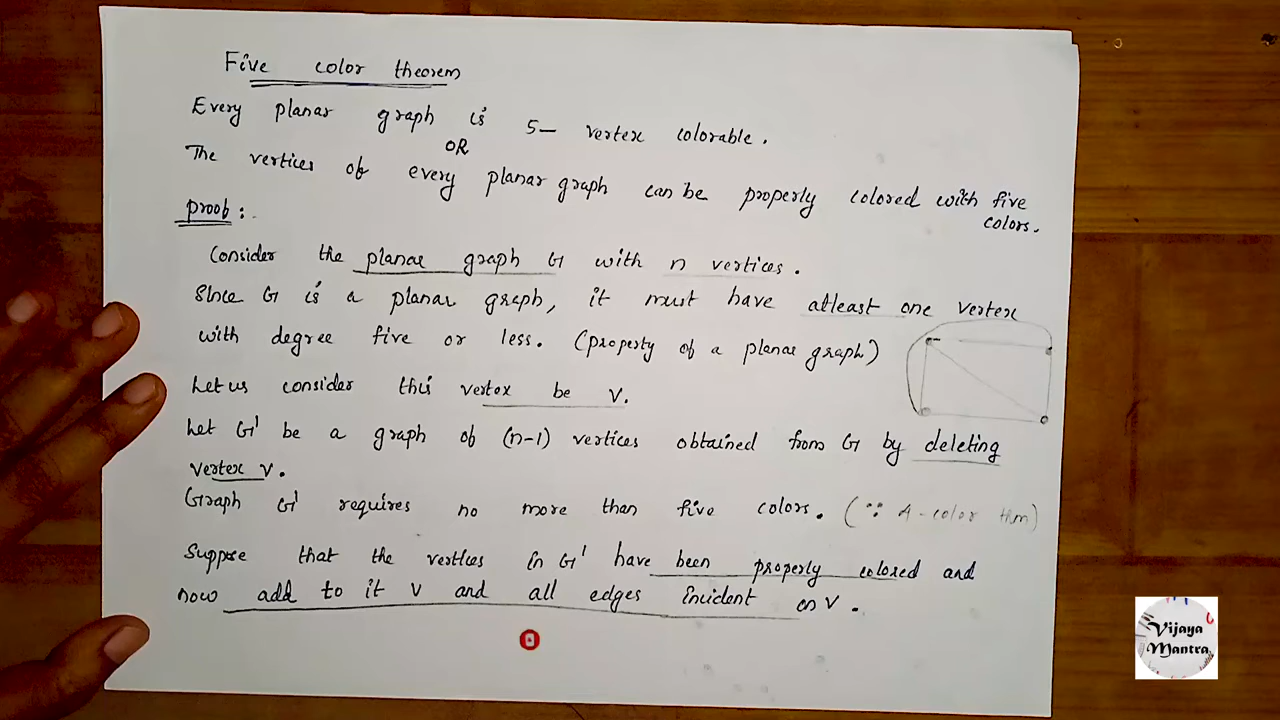 Five color theorem
Every planar graph is 5- vertex colorable.
OR
The vertices of every planar graph can be properly colored with five colors.
proof:
Consider the planar graph G with n vertices.
Since G is a planar graph, it must have atleast one vertex
with degree five or less. (property of a planar graph)
Let us consider this vertex be V.
Let G' be a graph of (n-1) vertices obtained from G by deleting
vertex V.
Graph G' requires no more than five colors. (∵ 4-color thm)
Suppose that the vertices in G' have been properly colored and
now add to it V and all edges incident on V.
Vijaya
Mantra